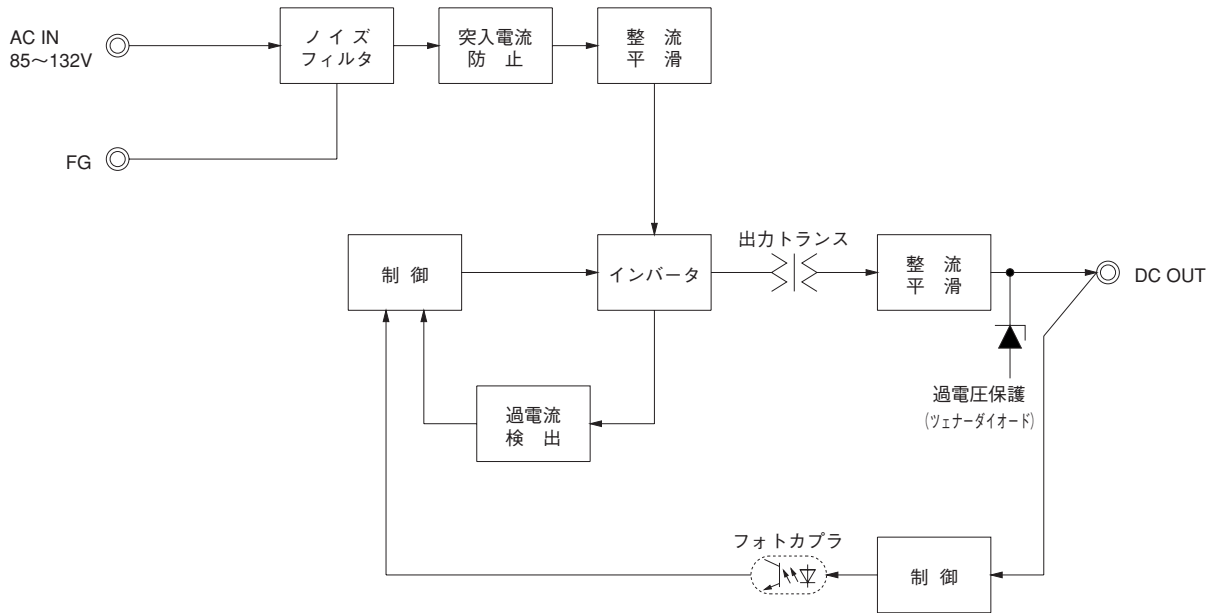 AC IN
85～132V
ノイズ
フィルタ
突入電流
防 止
整 流
平 滑
FG
制 御
インバータ
出力トランス
整 流
平 滑
DC OUT
過電流
検 出
過電圧保護
(ツェナーダイオード)
フォトカプラ
制 御